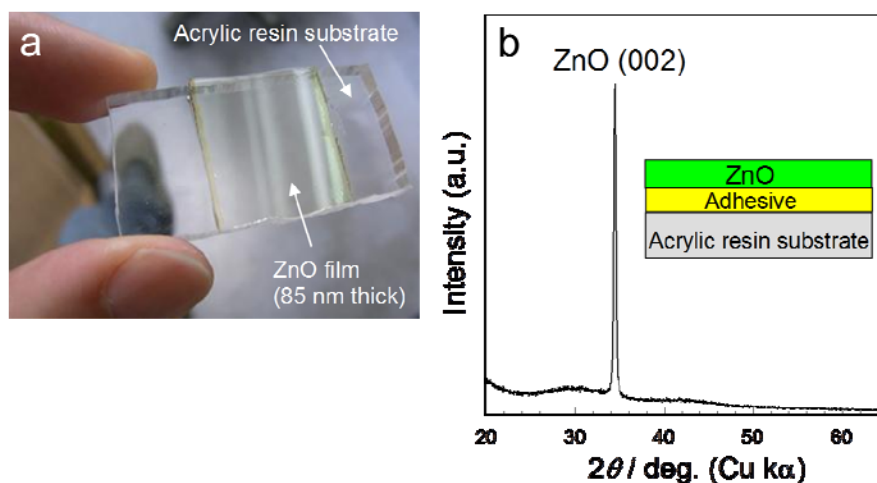 a
Acrylic resin substrate
ZnO film
(85 nm thick)
b
ZnO (002)
ZnO
Adhesive
Acrylic resin substrate
Intensity (a.u.)
20 30 40 50 60
2θ / deg. (Cu kα)